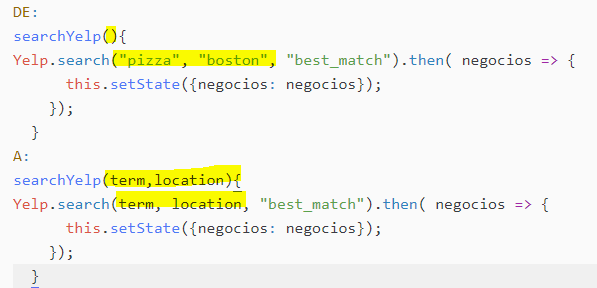 DE:
searchYelp(){
Yelp.search("pizza", "boston", "best_match").then( negocios => {
this.setState({negocios: negocios});
});
}
A:
searchYelp(term,location){
Yelp.search(term, location, "best_match").then( negocios => {
this.setState({negocios: negocios});
});
}